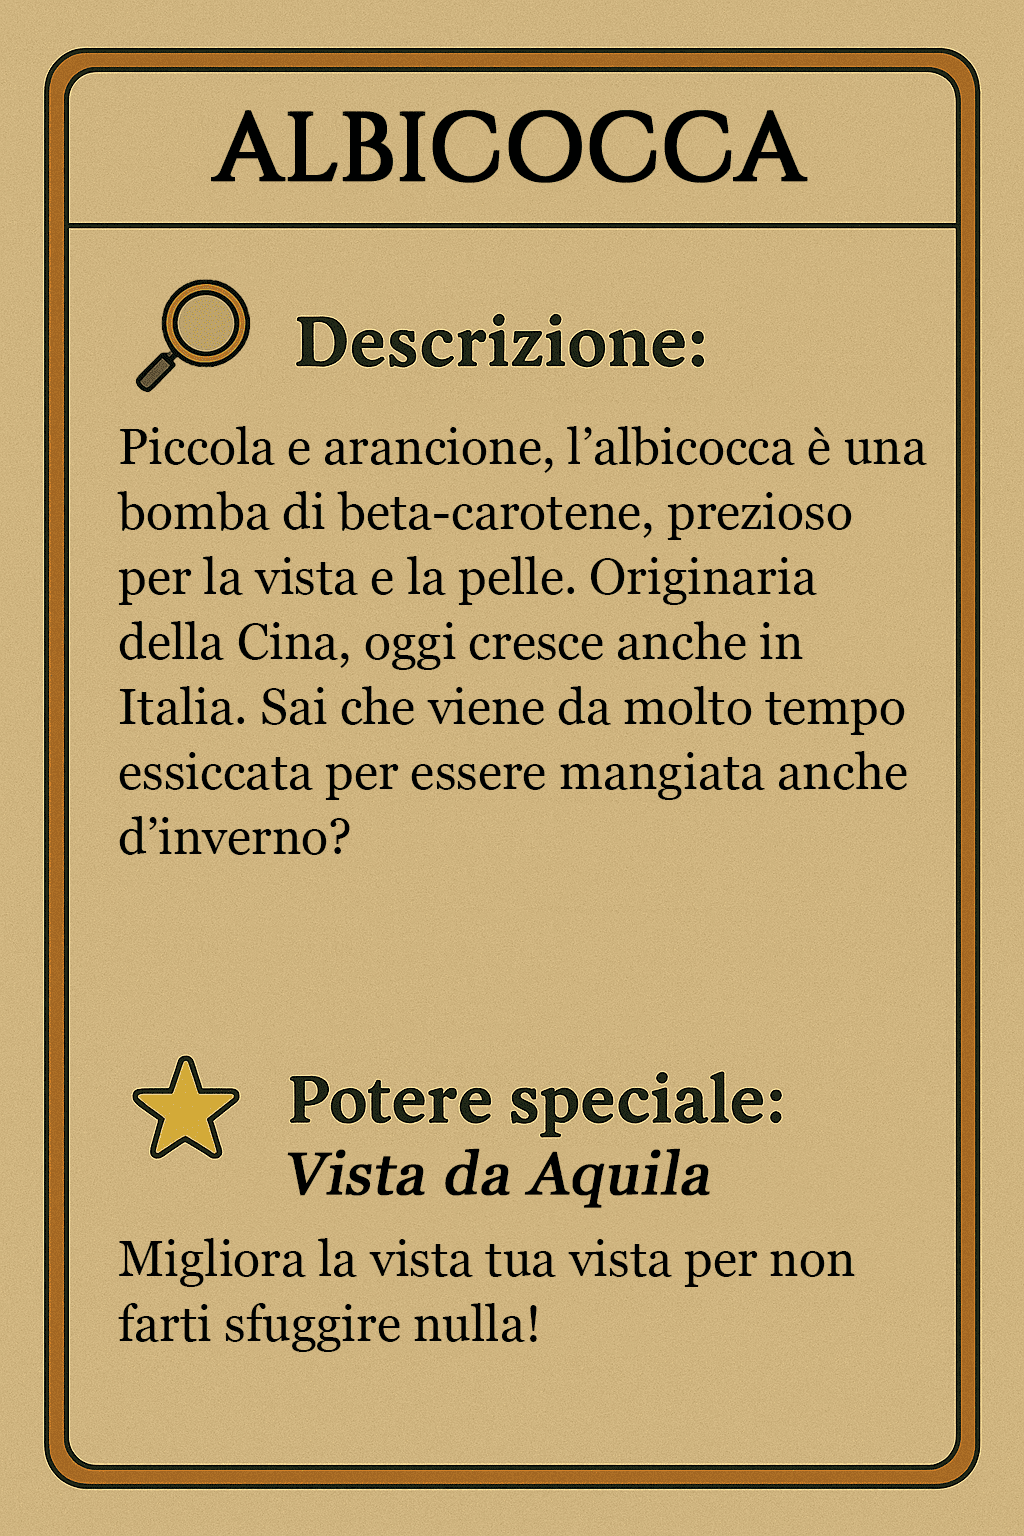 ALBICOCCA
Descrizione:
Piccola e arancione, l’albicocca è una
bomba di beta-carotene, prezioso
per la vista e la pelle. Originaria
della Cina, oggi cresce anche in
Italia. Sai che viene da molto tempo
essiccata per essere mangiata anche
d’inverno?
Potere speciale:
Vista da Aquila
Migliora la vista tua vista per non
farti sfuggire nulla!